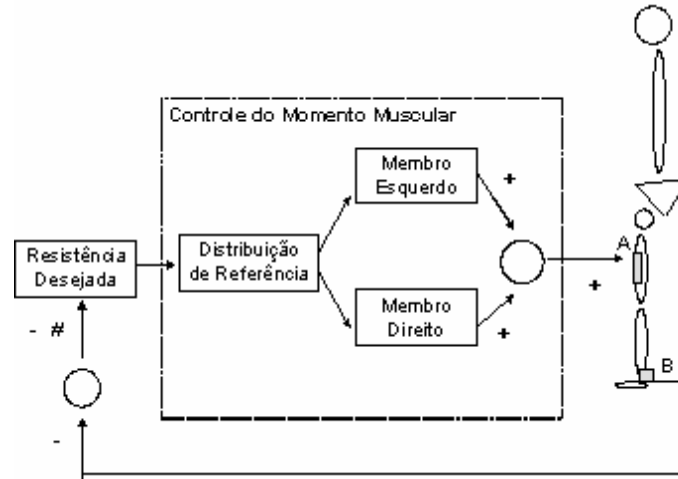 Controle do Momento Muscular
Membro
Esquerdo
+
Resistência
Desejada
Distribuição
de Referência
A
+
Membro
Direito
+
- #
B
-